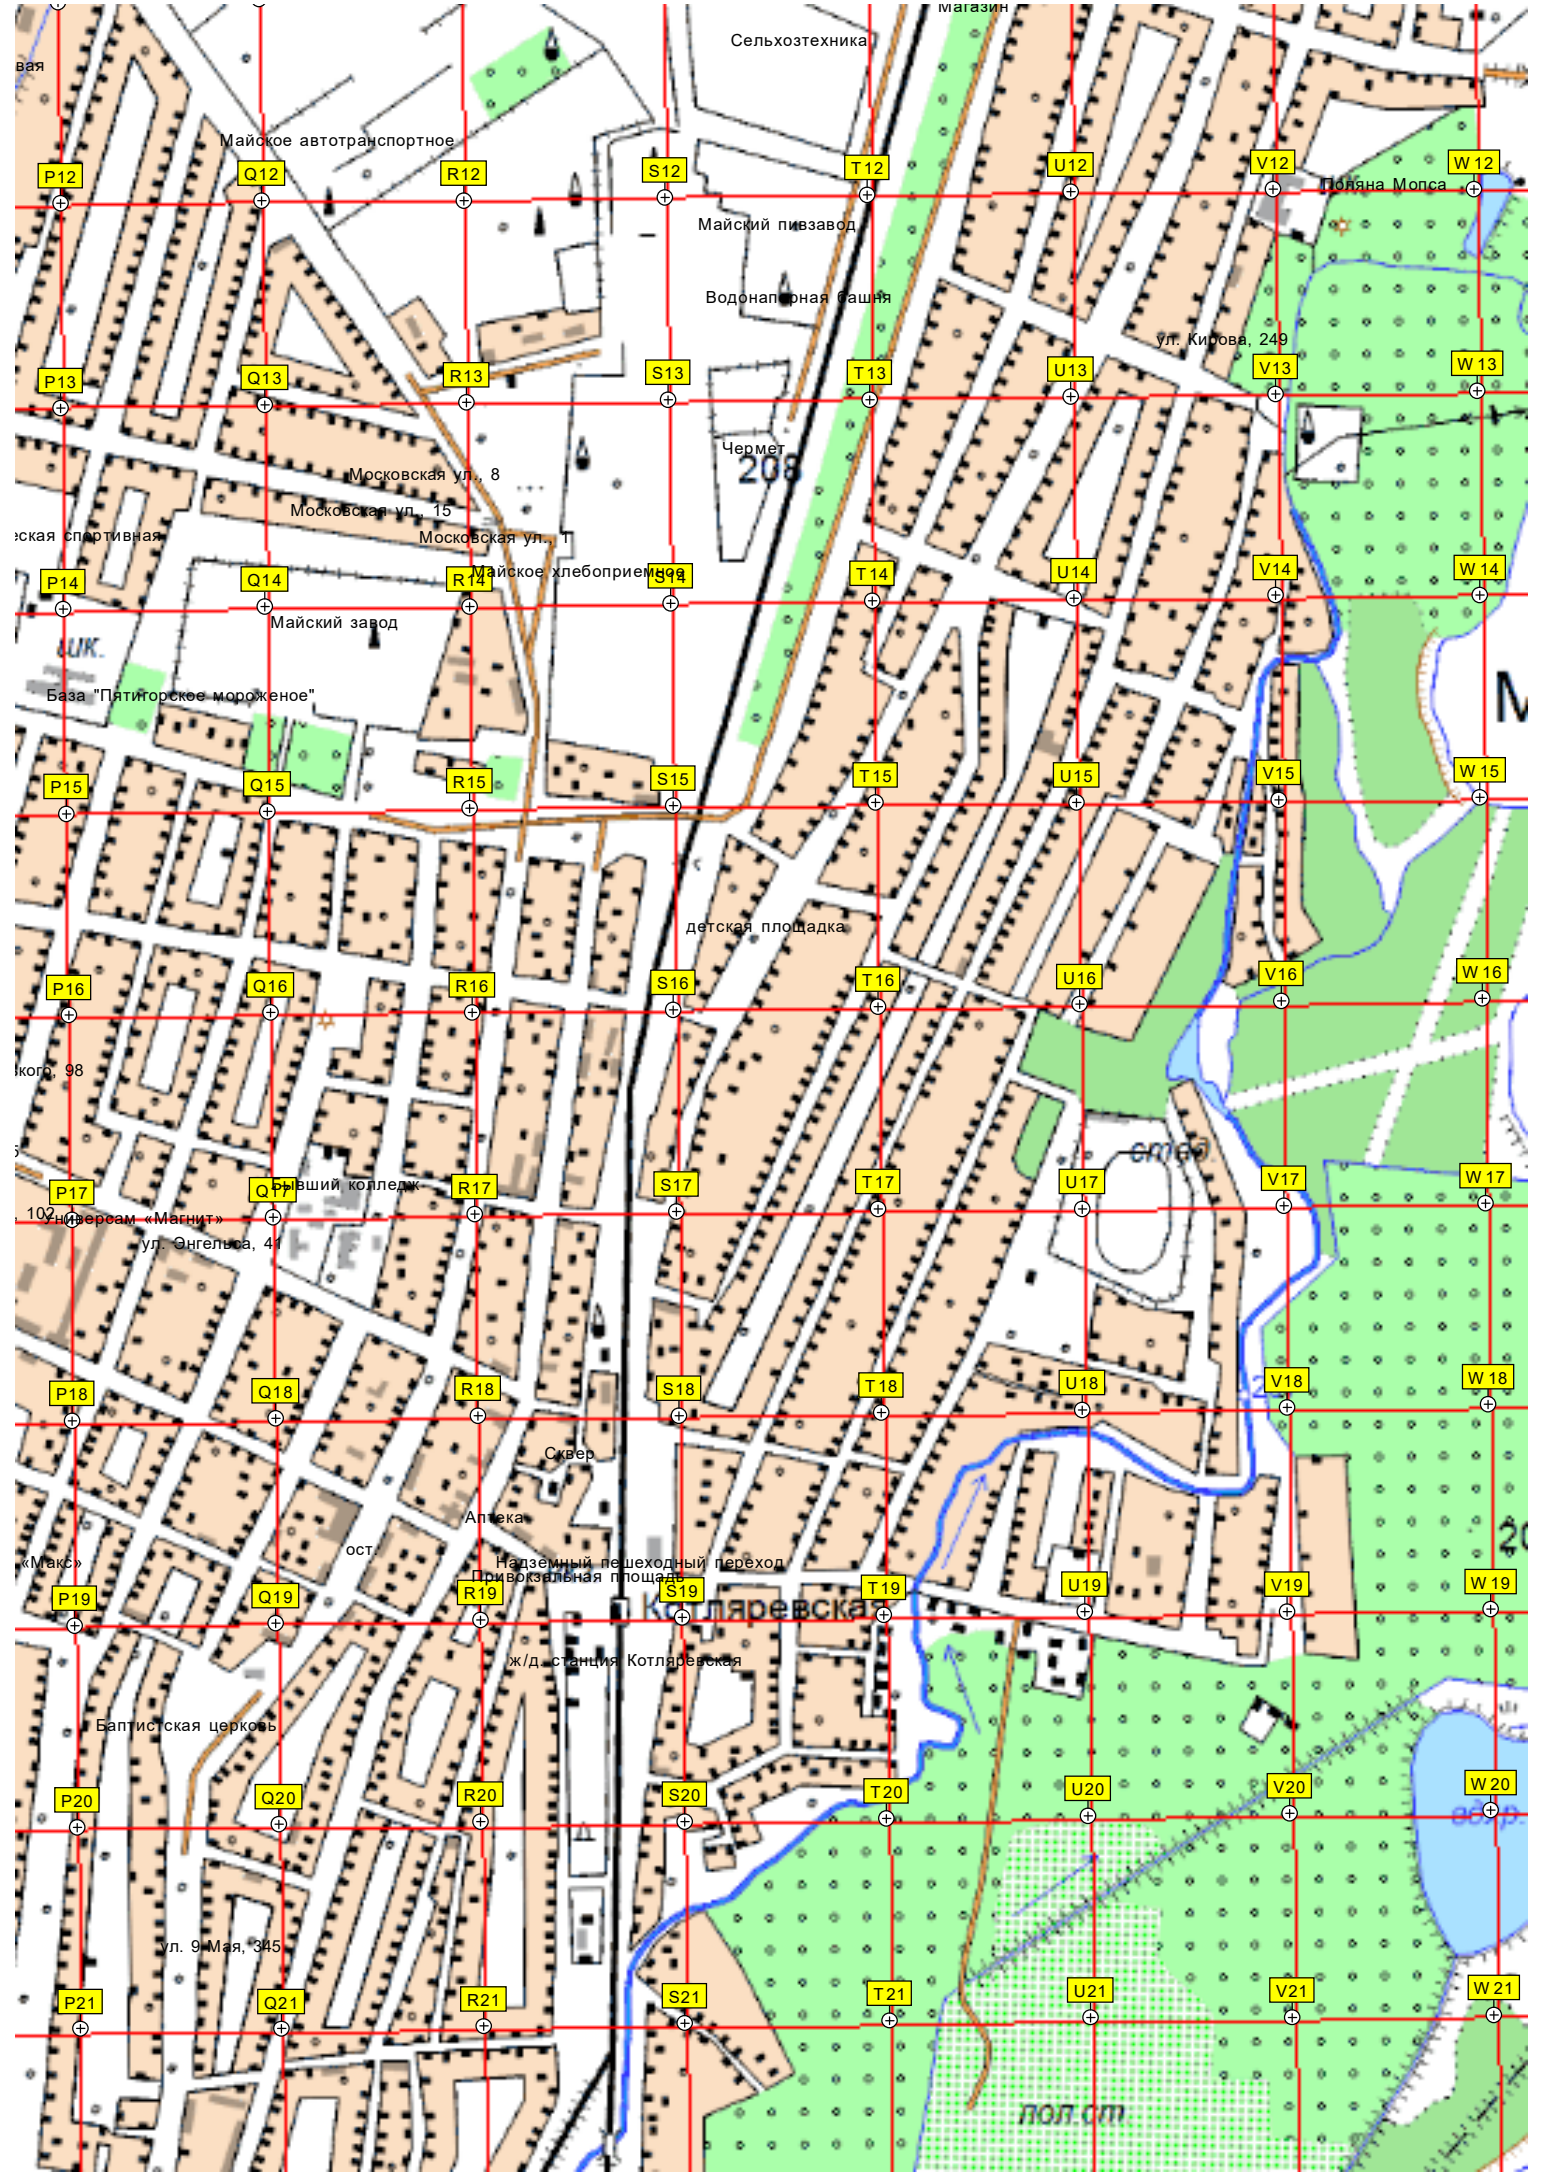 Магазин
Сельхозтехника
вая
Майское автотранспортное
P12
Q12
R12
S12
T12
U12
V12
W12
Поляна Мопса
Майский пивзавод
Водонапорная башня
ул. Кирова, 249
P13
Q13
R13
S13
T13
U13
V13
W13
Чермет
208
Московская ул., 8
Московская ул., 15
Московская ул., 1
еская спортивная
Майское хлебоприемное
P14
Q14
R14
S14
T14
U14
V14
W14
Майский завод
шк.
База "Пятигорское мороженое"
М
P15
Q15
R15
S15
T15
U15
V15
W15
детская площадка
P16
Q16
R16
S16
T16
U16
V16
W16
кого, 98
стад.
P17
Q17
Бывший колледж
R17
S17
T17
U17
V17
W17
, 102
Универсам «Магнит»
ул. Энгельса, 41
P18
Q18
R18
S18
T18
U18
V18
W18
Сквер
Аптека
20
ост.
«Макс»
Надземный пешеходный переход
Привокзальная площадь
P19
Q19
R19
S19
T19
U19
V19
W19
Котляревская
ж/д. станция Котляревская
Баптистская церковь
P20
Q20
R20
S20
T20
U20
V20
W20
вдхр.
ул. 9 Мая, 345
P21
Q21
R21
S21
T21
U21
V21
W21
пол.ст.